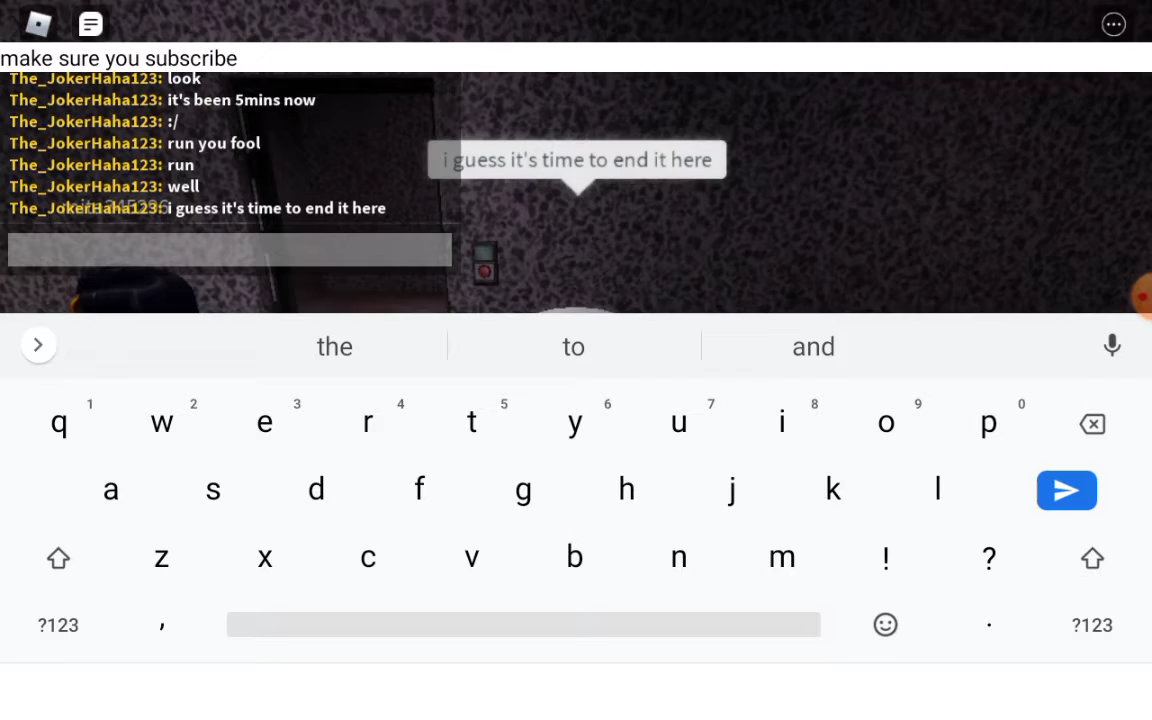 make sure you subscribe
The_JokerHaha123: look
The_JokerHaha123: it's been 5mins now
The_JokerHaha123: :/
The_JokerHaha123: run you fool
The_JokerHaha123: run
The_JokerHaha123: well
The_JokerHaha123: i guess it's time to end it here
i guess it's time to end it here
the to and
1 2 3 4 5 6 7 8 9 0
q w e r t y u i o p
a s d f g h j k l
z x c v b n m ! ?
?123 , . ?123